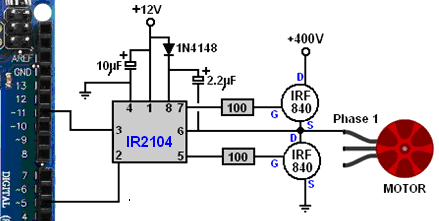 +12V
10µF
1N4148
+400V
2.2µF
AREF
GND
13
12
~11
~10
~9
8
7
~6
~5
DIGITAL (
4 1 8 7
3 6
2 5
IR2104
100
100
D
G
S
IRF
840
Phase 1
D
G
S
IRF
840
MOTOR